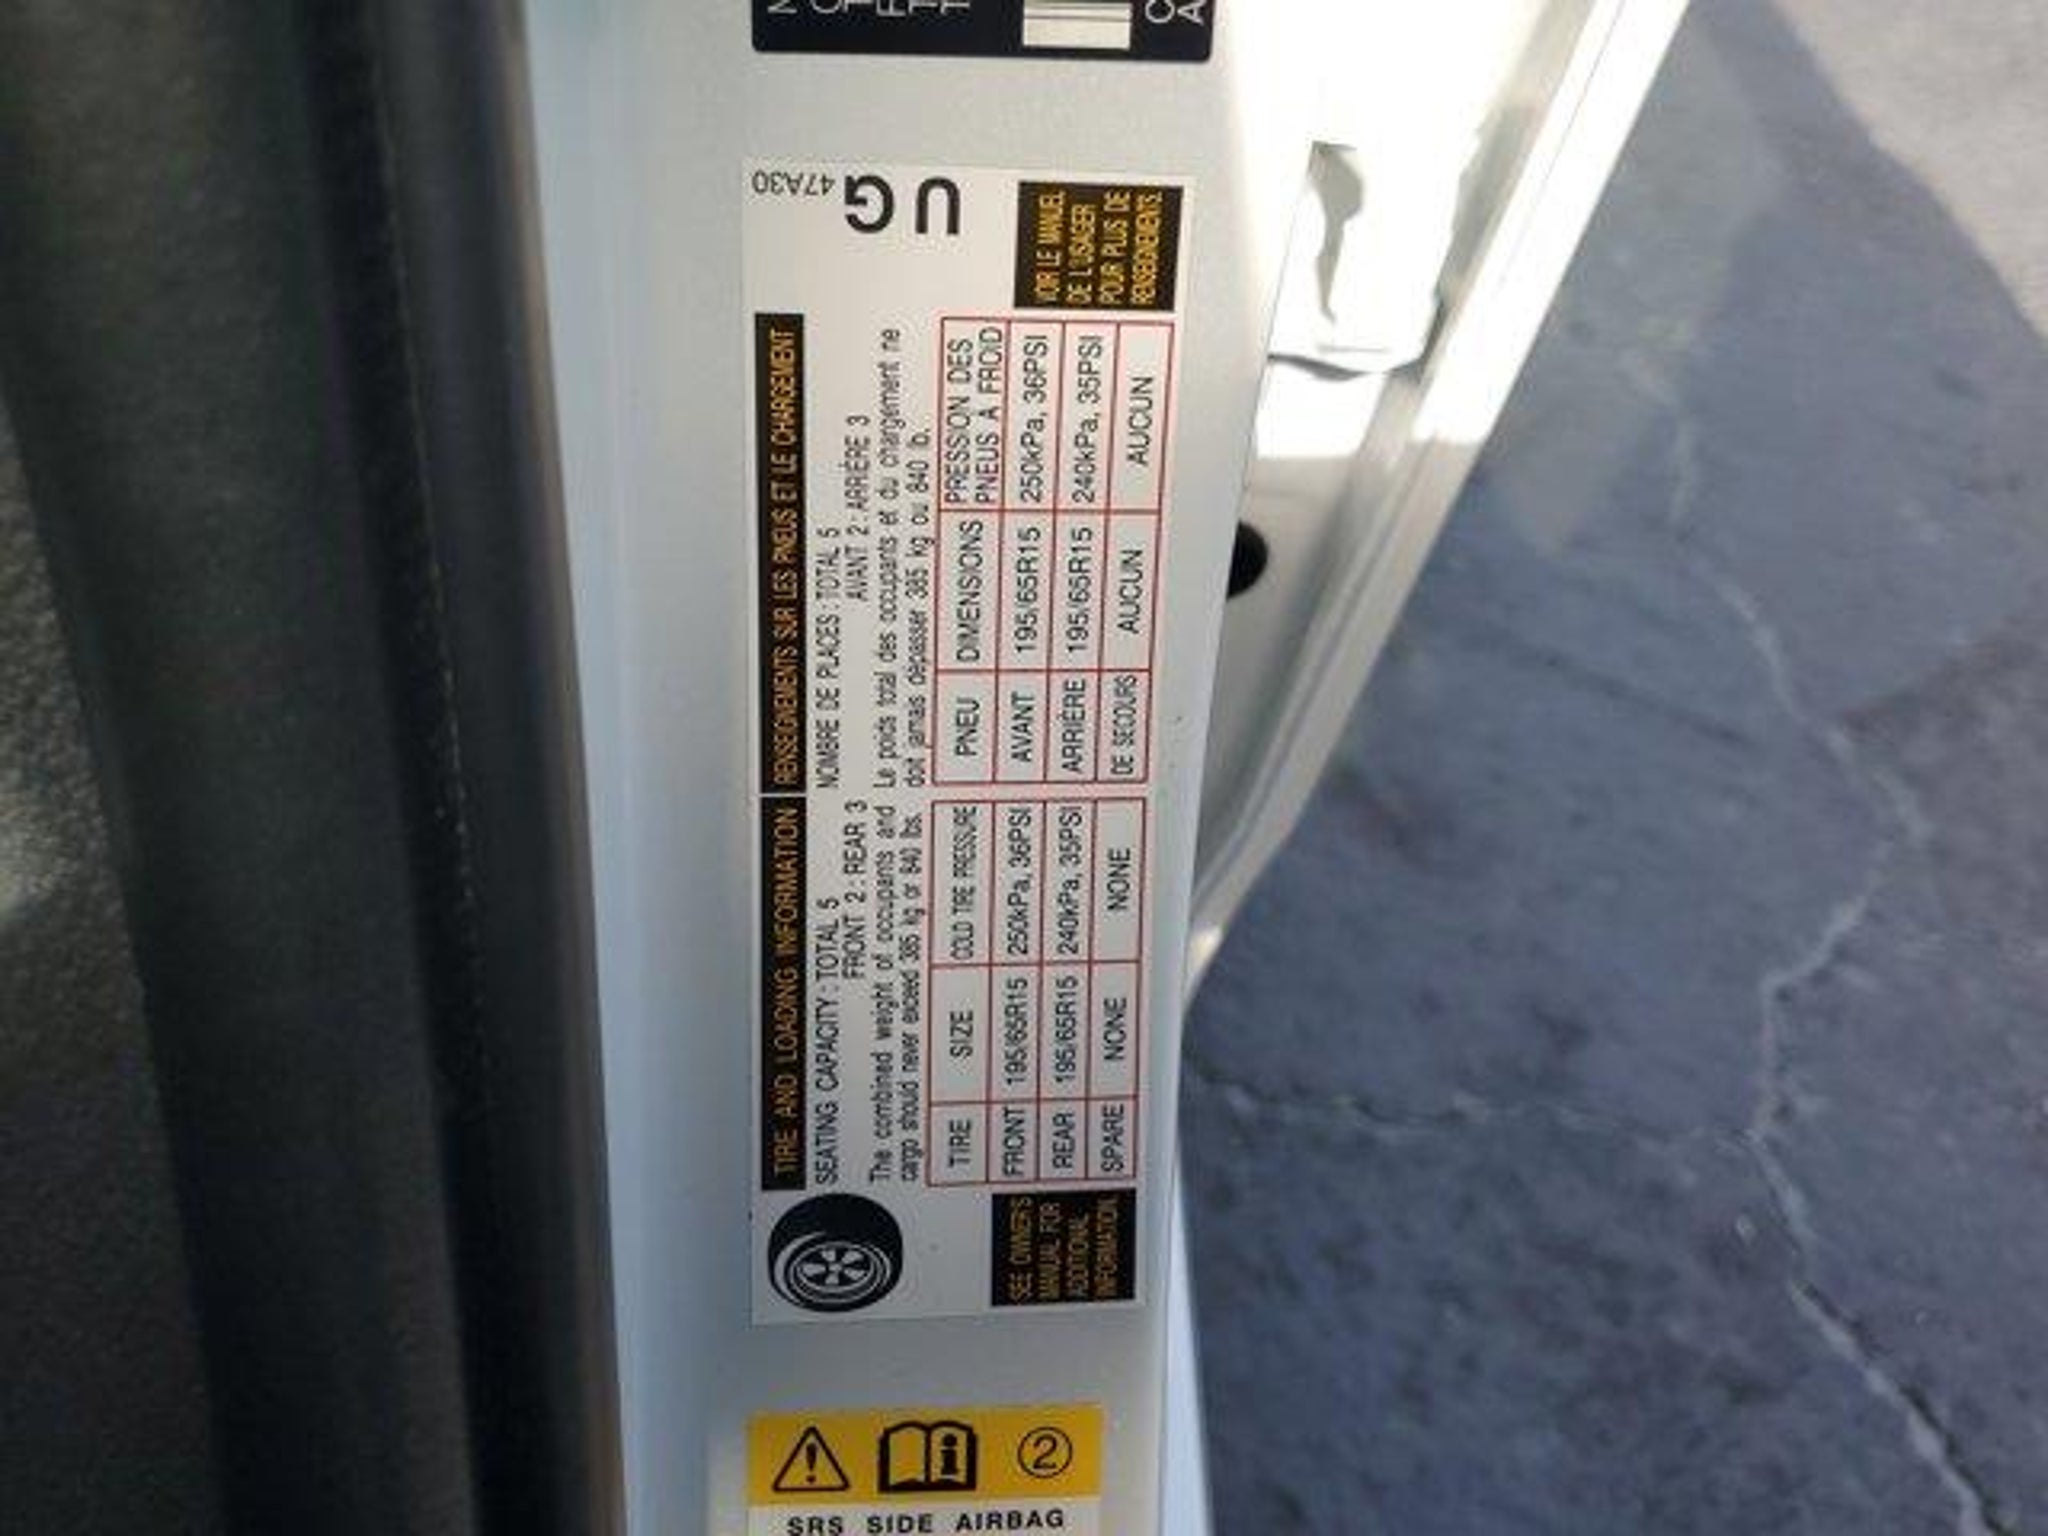 TIRE AND LOADING INFORMATION
RENSEIGNEMENTS SUR LES PNEUS ET LE CHARGEMENT
47A30
UG
SEATING CAPACITY : TOTAL 5
FRONT 2 : REAR 3
The combined weight of occupants and
cargo should never exceed 385 kg or 840 lbs.
NOMBRE DE PLACES : TOTAL 5
AVANT 2 : ARRIÈRE 3
Le poids total des occupants et du chargement ne
doit jamais dépasser 385 kg ou 840 lb.
TIRE SIZE COLD TIRE PRESSURE
FRONT 195/65R15 250kPa, 36PSI
REAR 195/65R15 240kPa, 35PSI
SPARE NONE NONE
PNEU DIMENSIONS PRESSION DES
PNEUS À FROID
AVANT 195/65R15 250kPa, 36PSI
ARRIÈRE 195/65R15 240kPa, 35PSI
DE SECOURS AUCUN AUCUN
SEE OWNER'S
MANUAL FOR
ADDITIONAL
INFORMATION.
VOIR LE MANUEL
DE L'USAGER
POUR PLUS DE
RENSEIGNEMENTS.
2
SRS SIDE AIRBAG